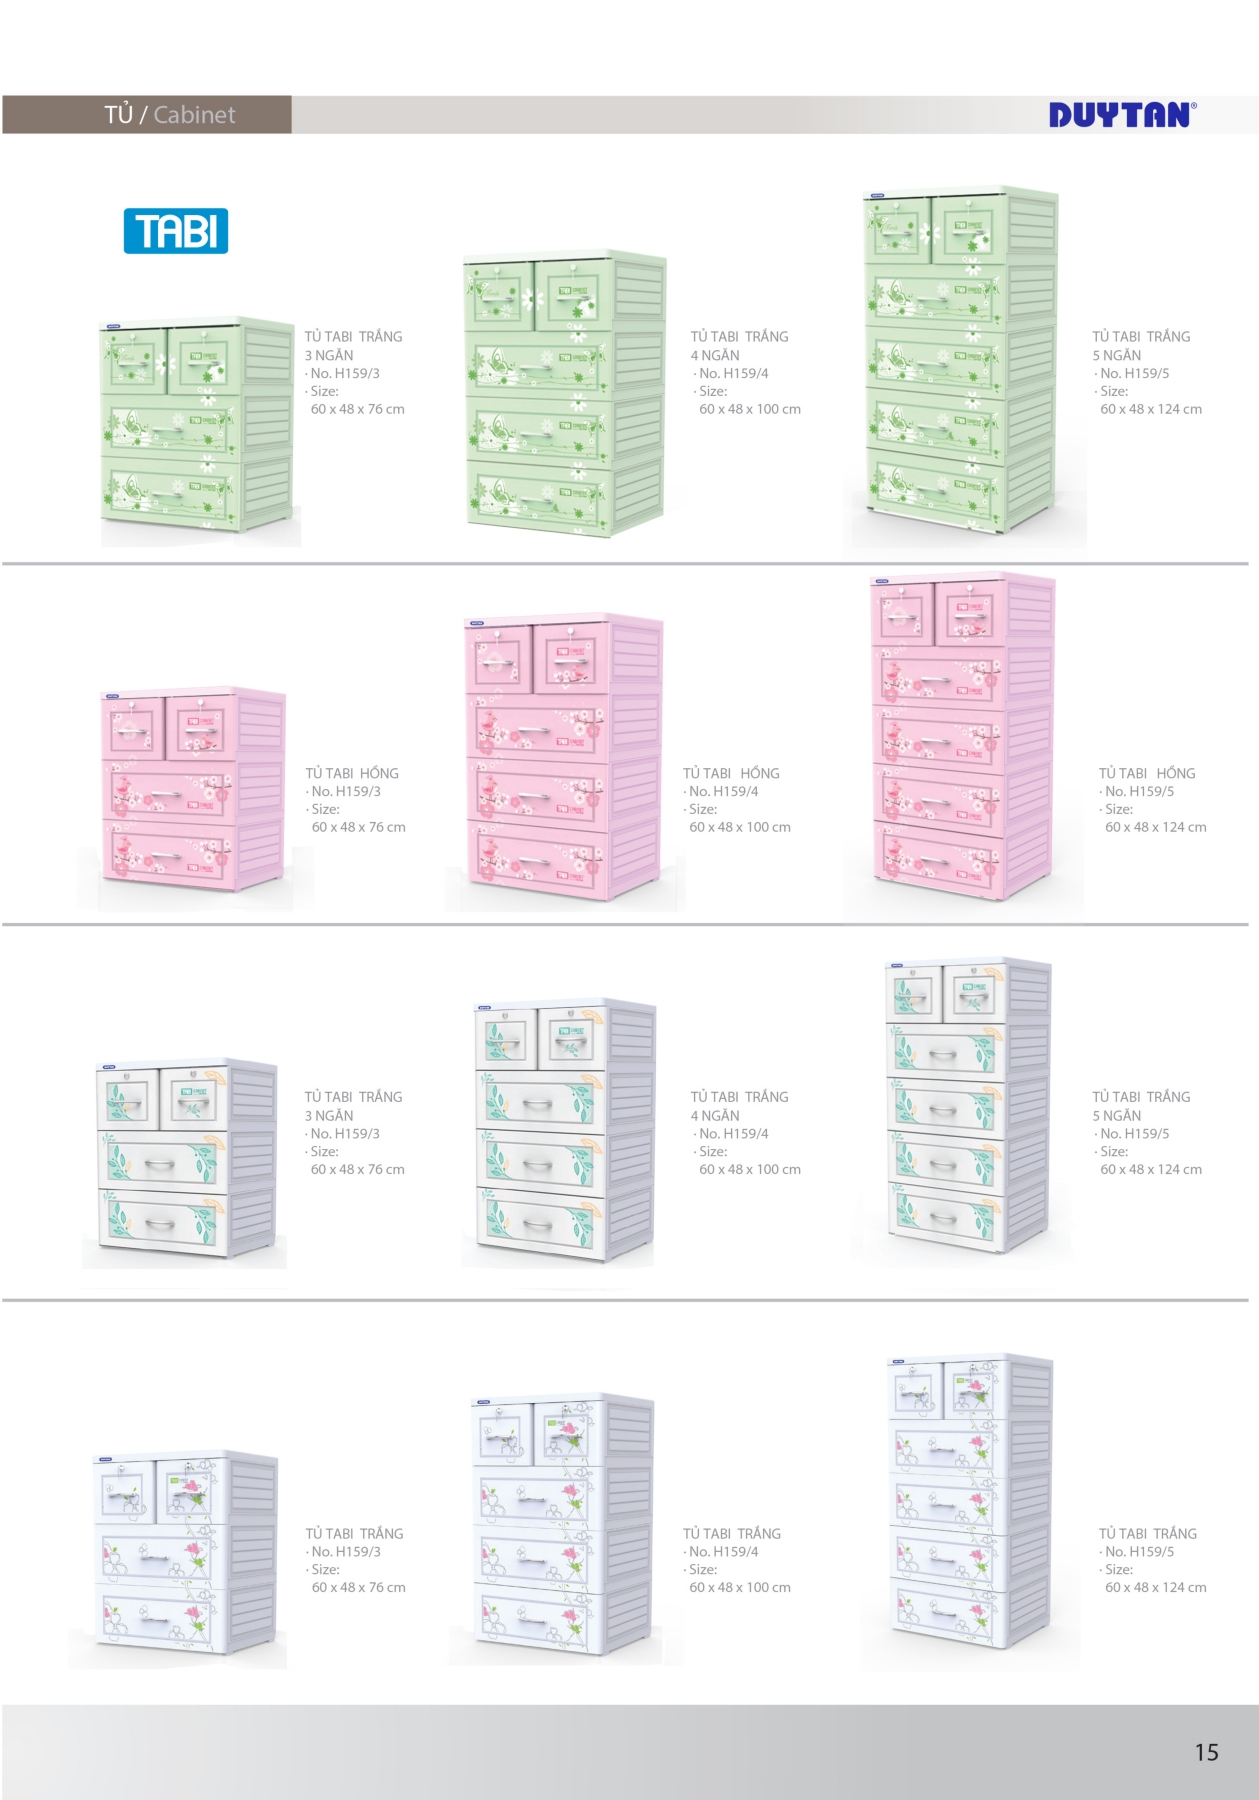 TỦ / Cabinet
DUYTAN®
TABI
TỦ TABI TRẮNG
3 NGĂN
· No. H159/3
· Size:
60 x 48 x 76 cm
TỦ TABI TRẮNG
4 NGĂN
· No. H159/4
· Size:
60 x 48 x 100 cm
TỦ TABI TRẮNG
5 NGĂN
· No. H159/5
· Size:
60 x 48 x 124 cm
TỦ TABI HỒNG
· No. H159/3
· Size:
60 x 48 x 76 cm
TỦ TABI HỒNG
· No. H159/4
· Size:
60 x 48 x 100 cm
TỦ TABI HỒNG
· No. H159/5
· Size:
60 x 48 x 124 cm
TỦ TABI TRẮNG
3 NGĂN
· No. H159/3
· Size:
60 x 48 x 76 cm
TỦ TABI TRẮNG
4 NGĂN
· No. H159/4
· Size:
60 x 48 x 100 cm
TỦ TABI TRẮNG
5 NGĂN
· No. H159/5
· Size:
60 x 48 x 124 cm
TỦ TABI TRẮNG
· No. H159/3
· Size:
60 x 48 x 76 cm
TỦ TABI TRẮNG
· No. H159/4
· Size:
60 x 48 x 100 cm
TỦ TABI TRẮNG
· No. H159/5
· Size:
60 x 48 x 124 cm
15